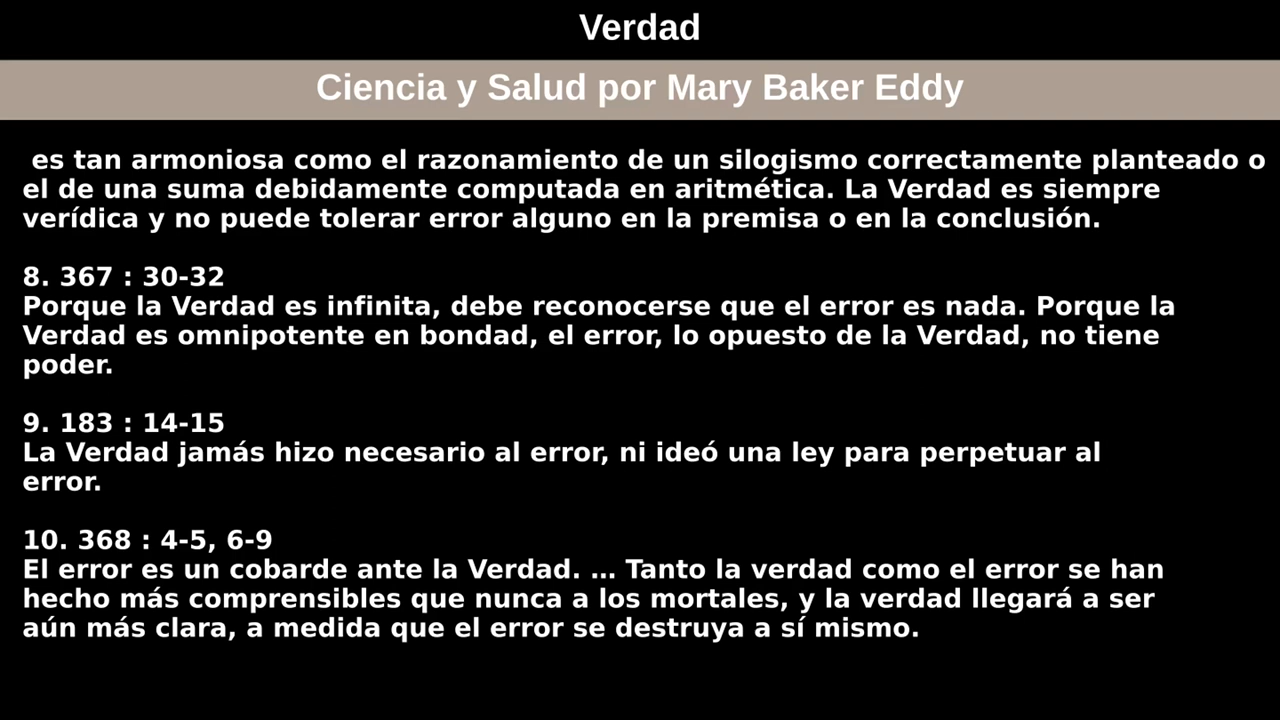 Verdad
Ciencia y Salud por Mary Baker Eddy
es tan armoniosa como el razonamiento de un silogismo correctamente planteado o
el de una suma debidamente computada en aritmética. La Verdad es siempre
verídica y no puede tolerar error alguno en la premisa o en la conclusión.
8. 367 : 30-32
Porque la Verdad es infinita, debe reconocerse que el error es nada. Porque la
Verdad es omnipotente en bondad, el error, lo opuesto de la Verdad, no tiene
poder.
9. 183 : 14-15
La Verdad jamás hizo necesario al error, ni ideó una ley para perpetuar al
error.
10. 368 : 4-5, 6-9
El error es un cobarde ante la Verdad. … Tanto la verdad como el error se han
hecho más comprensibles que nunca a los mortales, y la verdad llegará a ser
aún más clara, a medida que el error se destruya a sí mismo.